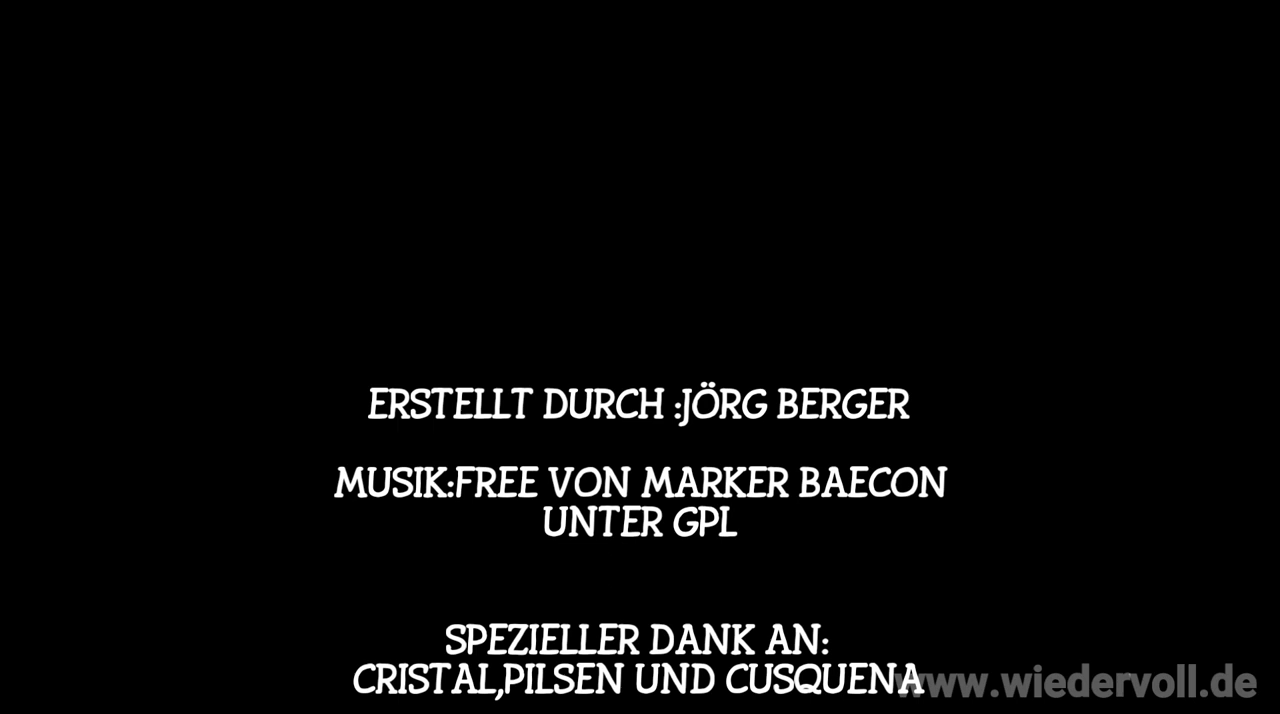 ERSTELLT DURCH :JÖRG BERGER
MUSIK:FREE VON MARKER BAECON
UNTER GPL
SPEZIELLER DANK AN:
CRISTAL,PILSEN UND CUSQUENA
www.wiedervoll.de